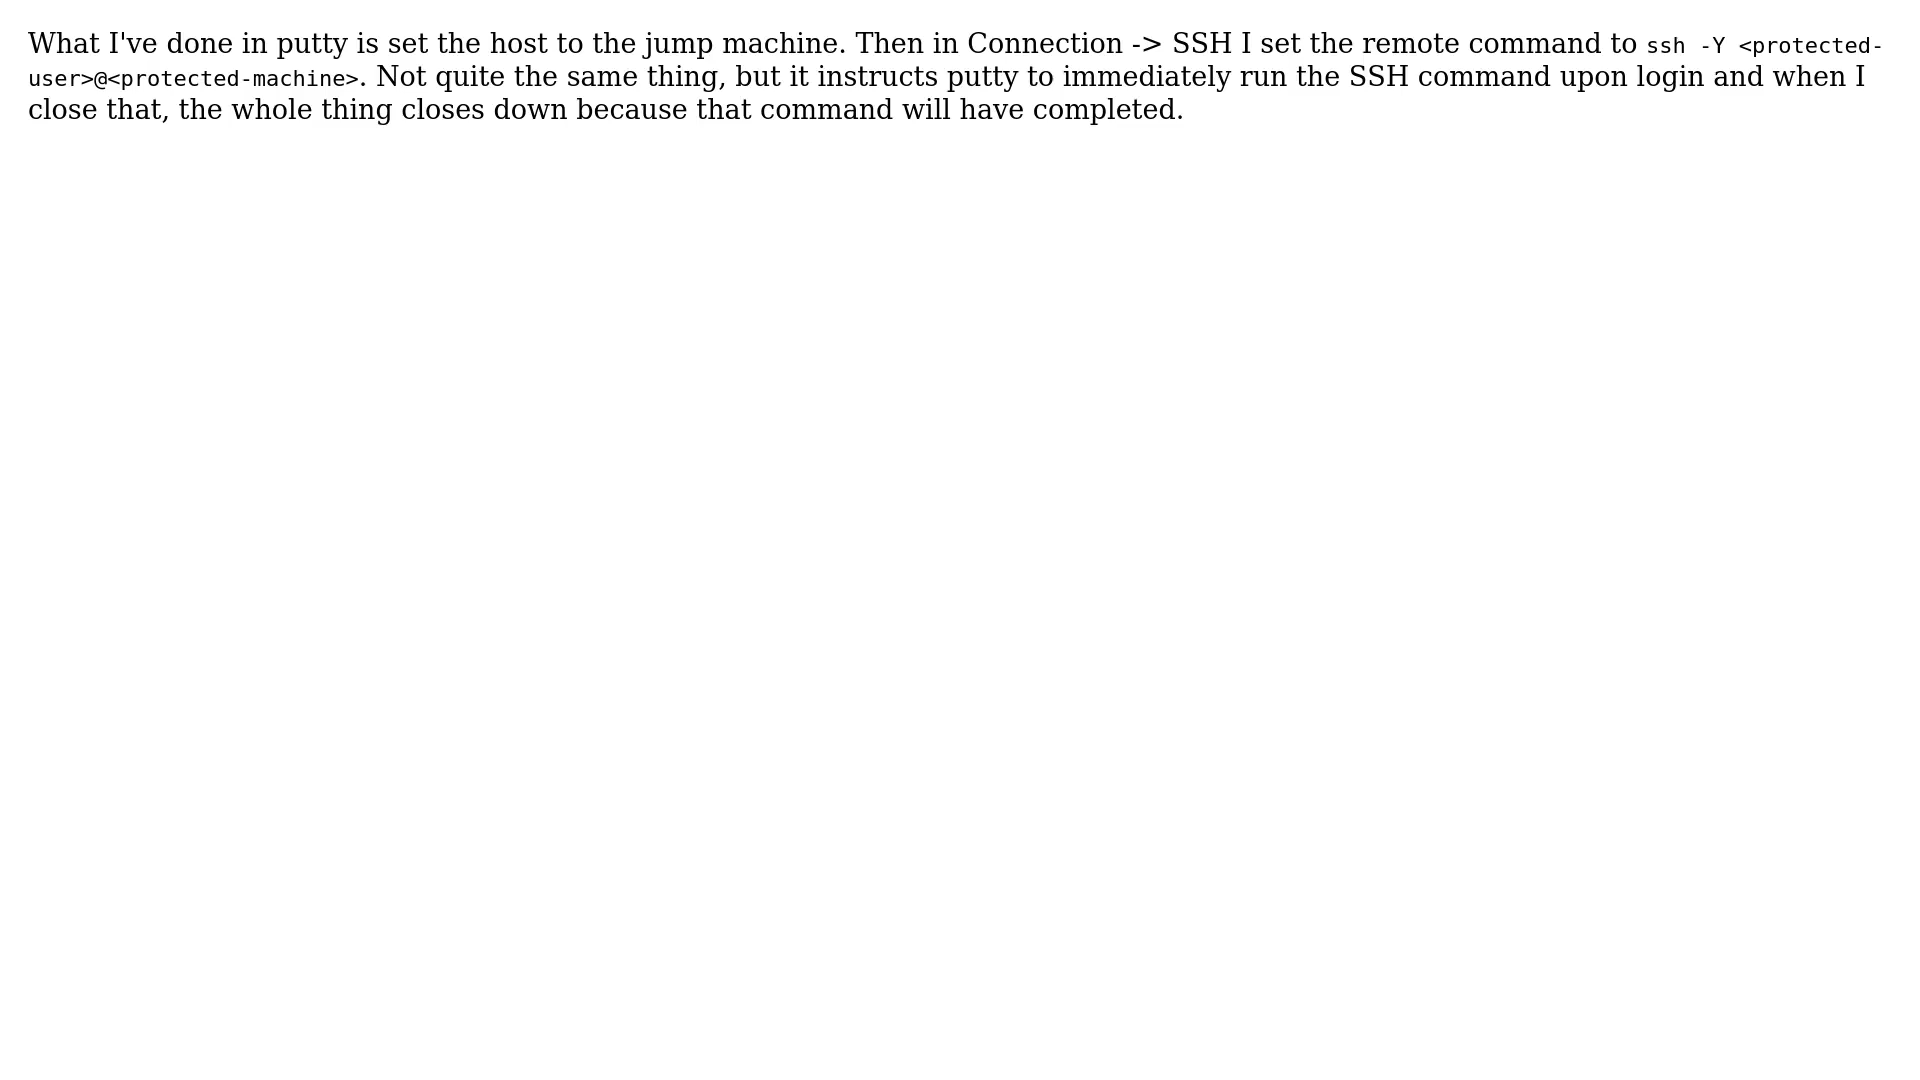 What I've done in putty is set the host to the jump machine. Then in Connection -> SSH I set the remote command to ssh -Y <protected-
user>@<protected-machine>. Not quite the same thing, but it instructs putty to immediately run the SSH command upon login and when I
close that, the whole thing closes down because that command will have completed.